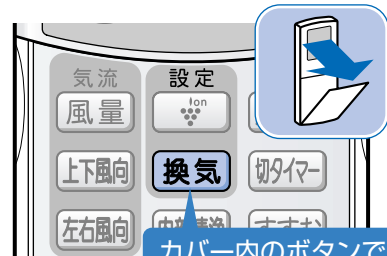 気流 設定
風量 ion
上下風向 換気 切タイマー
左右風向
カバー内のボタンで